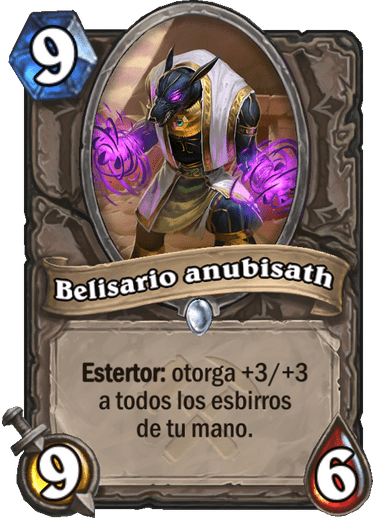 9
Belisario anubisath
Estertor: otorga +3/+3
a todos los esbirros
de tu mano.
9
6